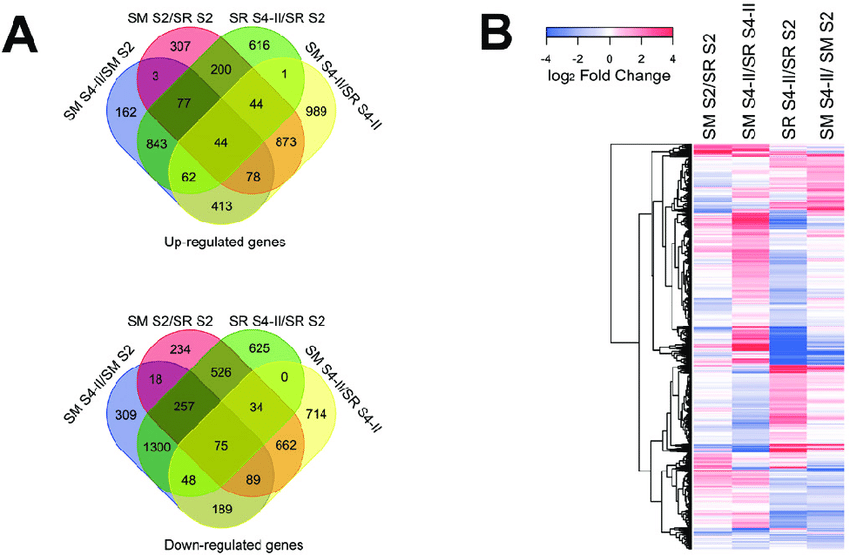 A
SM S2/SR S2
SR S4-II/SR S2
SM S4-II/SM S2
SM S4-II/SR S4-II
307
616
3
200
1
162
77
44
989
843
44
873
62
78
413
Up-regulated genes
SM S2/SR S2
SR S4-II/SR S2
SM S4-II/SM S2
SM S4-II/SR S4-II
234
625
18
526
0
309
257
34
714
1300
75
662
48
89
189
Down-regulated genes
B
-4 -2 0 2 4
log2 Fold Change
SM S2/SR S2
SM S4-II/SR S4-II
SR S4-II/SR S2
SM S4-II/ SM S2